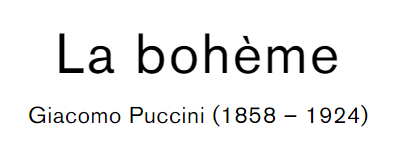 La bohème
Giacomo Puccini (1858 – 1924)